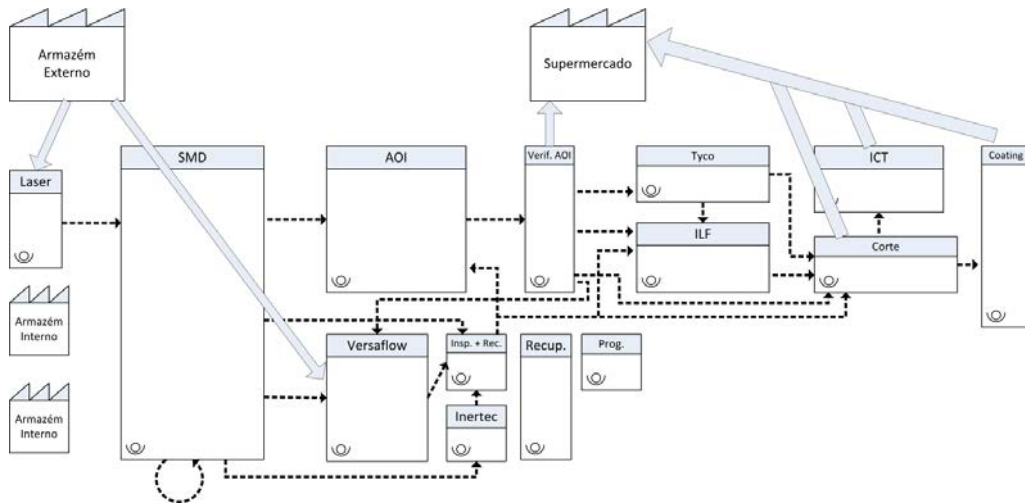 Armazém
Externo
Supermercado
SMD
AOI
Verif. AOI
Tyco
ICT
Coating
Laser
ILF
Corte
Armazém
Interno
Versaflow
Insp. + Rec.
Recup.
Prog.
Armazém
Interno
Inertec